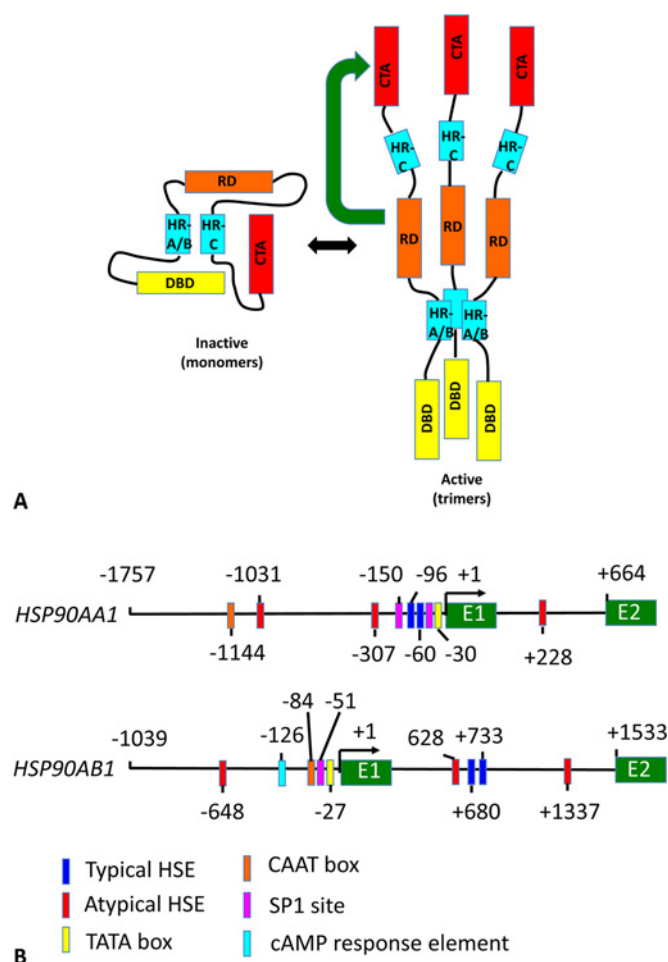 CTA
CTA
CTA
HR-
C
HR-
C
HR-
C
RD
HR-
A/B
HR-
C
CTA
DBD
RD
RD
RD
HR-
A/B
HR-
A/B
Inactive
(monomers)
DBD
DBD
DBD
Active
(trimers)
A
-1757
-1031
-150
-96
+1
+664
HSP90AA1
E1
E2
-1144
-307
-60
-30
+228
-84
-51
-1039
-126
+1
628
+733
+1533
HSP90AB1
E1
E2
-648
-27
+680
+1337
Typical HSE
CAAT box
Atypical HSE
SP1 site
TATA box
cAMP response element
B